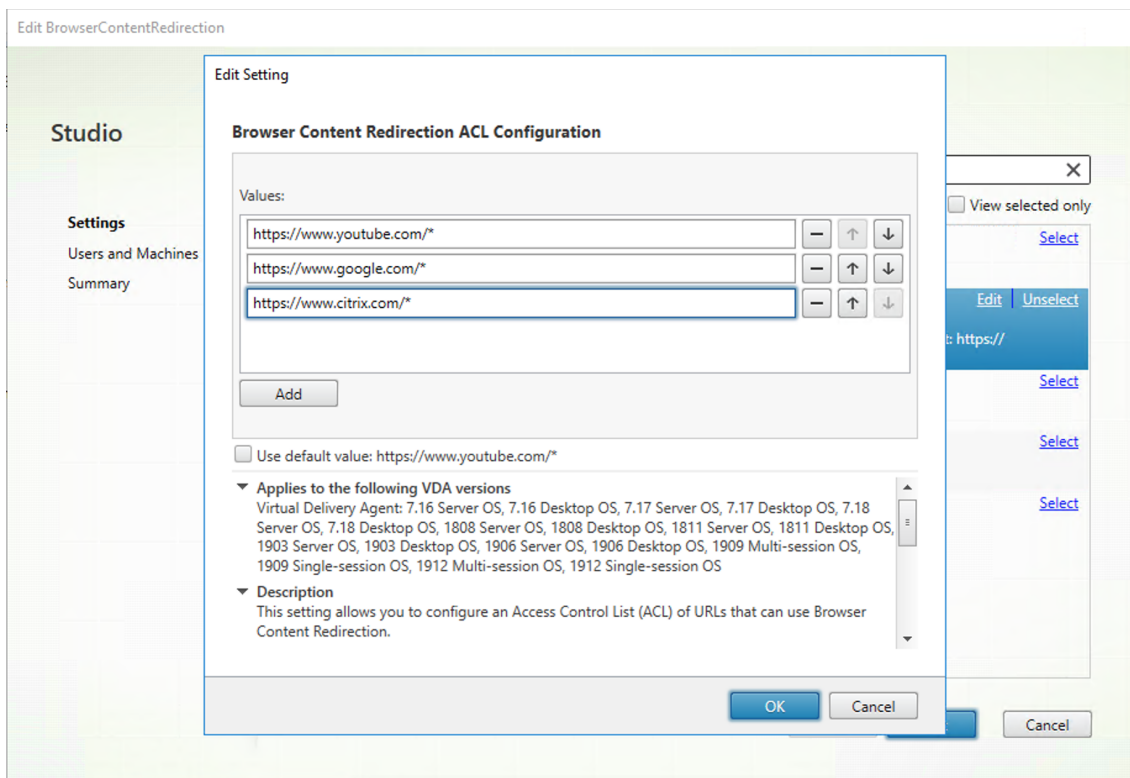 Edit BrowserContentRedirection
Edit Setting
Studio
Browser Content Redirection ACL Configuration
Values:
View selected only
Settings
https://www.youtube.com/*
Select
Users and Machines
https://www.google.com/*
Summary
https://www.citrix.com/*
Edit Unselect
t: https://
Select
Add
Select
Use default value: https://www.youtube.com/*
Applies to the following VDA versions
Virtual Delivery Agent: 7.16 Server OS, 7.16 Desktop OS, 7.17 Server OS, 7.17 Desktop OS, 7.18
Select
Server OS, 7.18 Desktop OS, 1808 Server OS, 1808 Desktop OS, 1811 Server OS, 1811 Desktop OS,
1903 Server OS, 1903 Desktop OS, 1906 Server OS, 1906 Desktop OS, 1909 Multi-session OS,
1909 Single-session OS, 1912 Multi-session OS, 1912 Single-session OS
Description
This setting allows you to configure an Access Control List (ACL) of URLs that can use Browser
Content Redirection.
OK
Cancel
Cancel